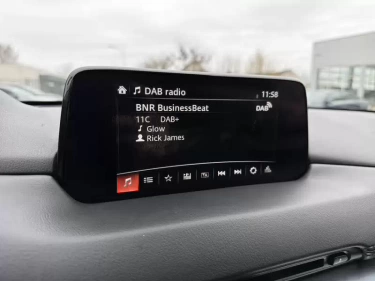 DAB radio
11:58
BNR BusinessBeat
DAB
11C DAB+
Glow
Rick James